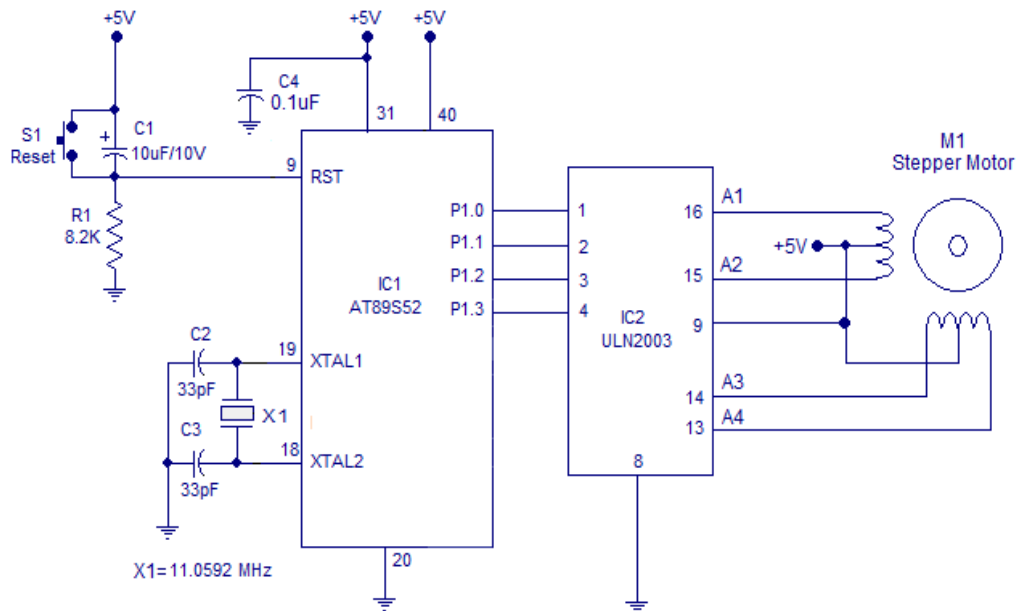 +5V
+5V
+5V
C4
0.1uF
31
40
S1
Reset
+
C1
10uF/10V
9
RST
R1
8.2K
P1.0
P1.1
P1.2
P1.3
IC1
AT89S52
1
2
3
4
IC2
ULN2003
16
15
9
14
13
8
A1
A2
A3
A4
+5V
M1
Stepper Motor
C2
33pF
19
XTAL1
X1
C3
33pF
18
XTAL2
20
X1=11.0592 MHz